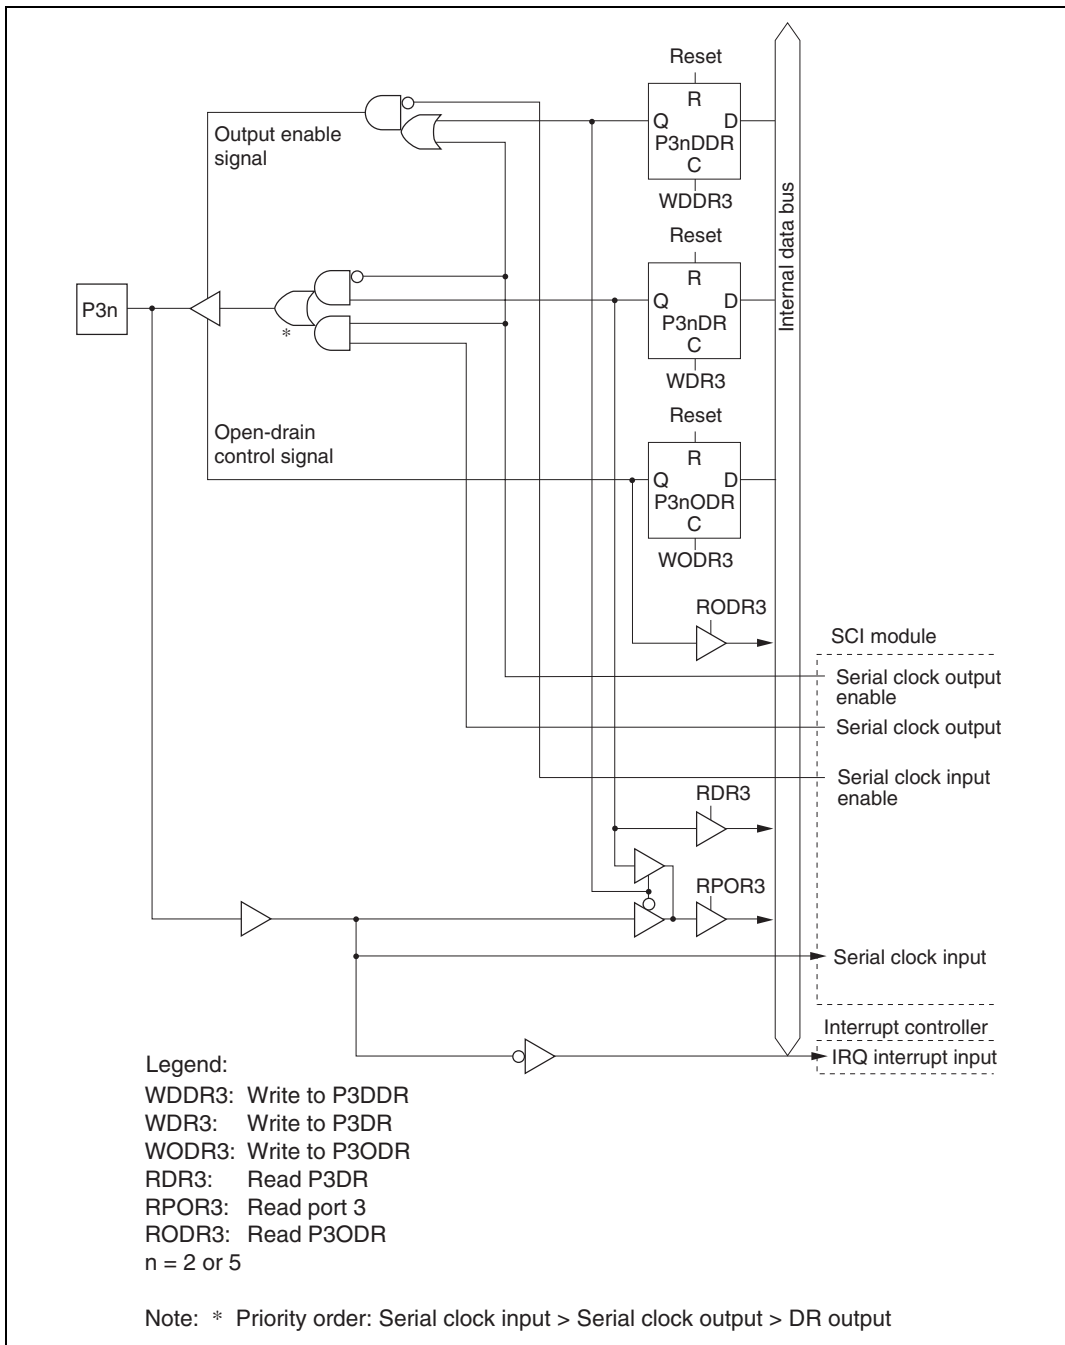 Reset
R
Q D
P3nDDR
C
WDDR3
Output enable
signal
Internal data bus
Reset
R
Q D
P3nDR
C
WDR3
P3n
*
Reset
R
Q D
P3nODR
C
WODR3
Open-drain
control signal
RODR3
SCI module
Serial clock output
enable
Serial clock output
Serial clock input
enable
RDR3
RPOR3
Serial clock input
Interrupt controller
IRQ interrupt input
Legend:
WDDR3: Write to P3DDR
WDR3: Write to P3DR
WODR3: Write to P3ODR
RDR3: Read P3DR
RPOR3: Read port 3
RODR3: Read P3ODR
n = 2 or 5
Note: * Priority order: Serial clock input > Serial clock output > DR output